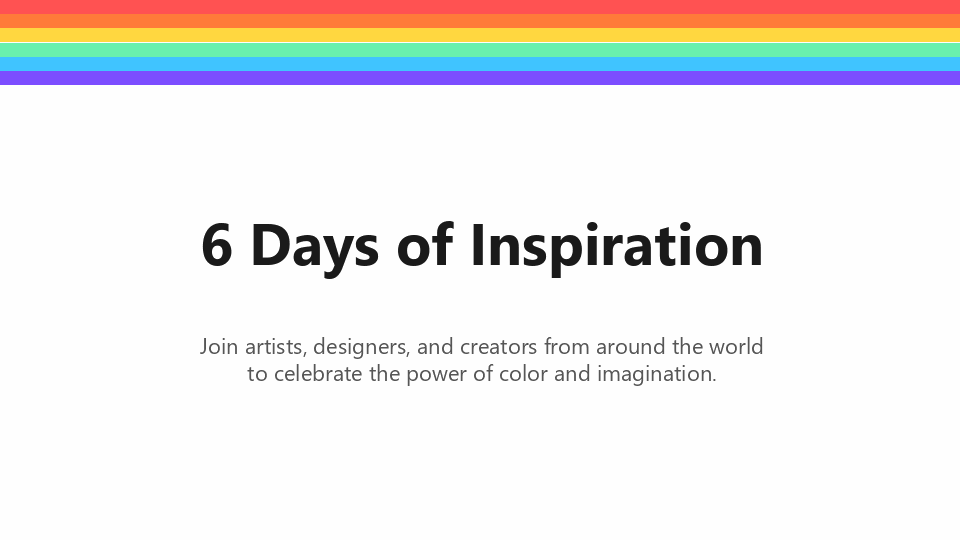 6 Days of Inspiration
Join artists, designers, and creators from around the world
to celebrate the power of color and imagination.